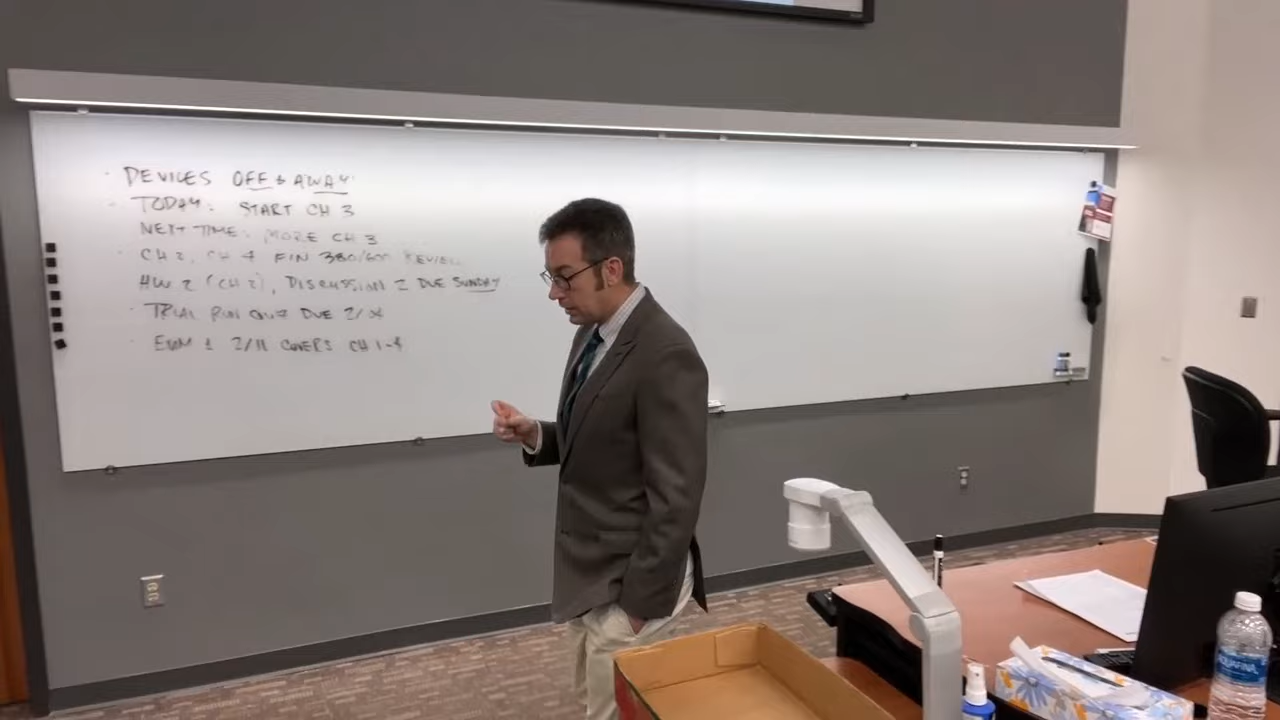 · DEVICES OFF & AWAY
· TODAY: START CH 3
NEXT TIME: MORE CH 3
· CH 2, CH 4 FIN 380/600 REVIEW
HW 2 (CH 2), DISCUSSION 2 DUE SUNDAY
· TRIAL RUN QUIZ DUE
· EXAM 1 2/11 COVERS CH 1-4
AQUAFINA